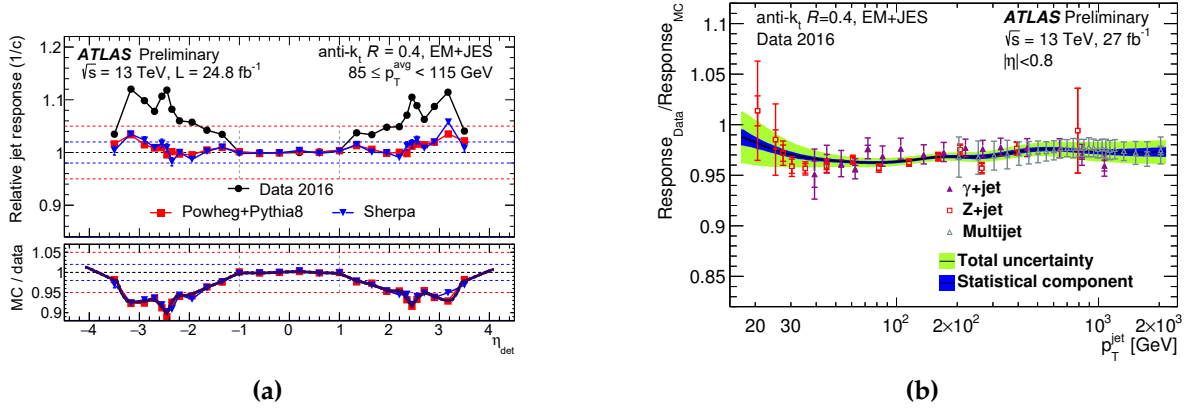 Relative jet response (1/c)
ATLAS Preliminary
√s = 13 TeV, L = 24.8 fb⁻¹
anti-kₜ R = 0.4, EM+JES
85 ≤ p_T^avg < 115 GeV
1.2
1.1
1
0.9
Data 2016
Powheg+Pythia8
Sherpa
MC / data
1.05
1
0.95
0.9
−4 −3 −2 −1 0 1 2 3 4
η_det
(a)
Response_Data/Response_MC
1.1
1.05
1
0.95
0.9
0.85
anti-kₜ R=0.4, EM+JES
Data 2016
ATLAS Preliminary
√s = 13 TeV, 27 fb⁻¹
|η|<0.8
γ+jet
Z+jet
Multijet
Total uncertainty
Statistical component
20 30 10² 2×10² 10³ 2×10³
p_T^jet [GeV]
(b)